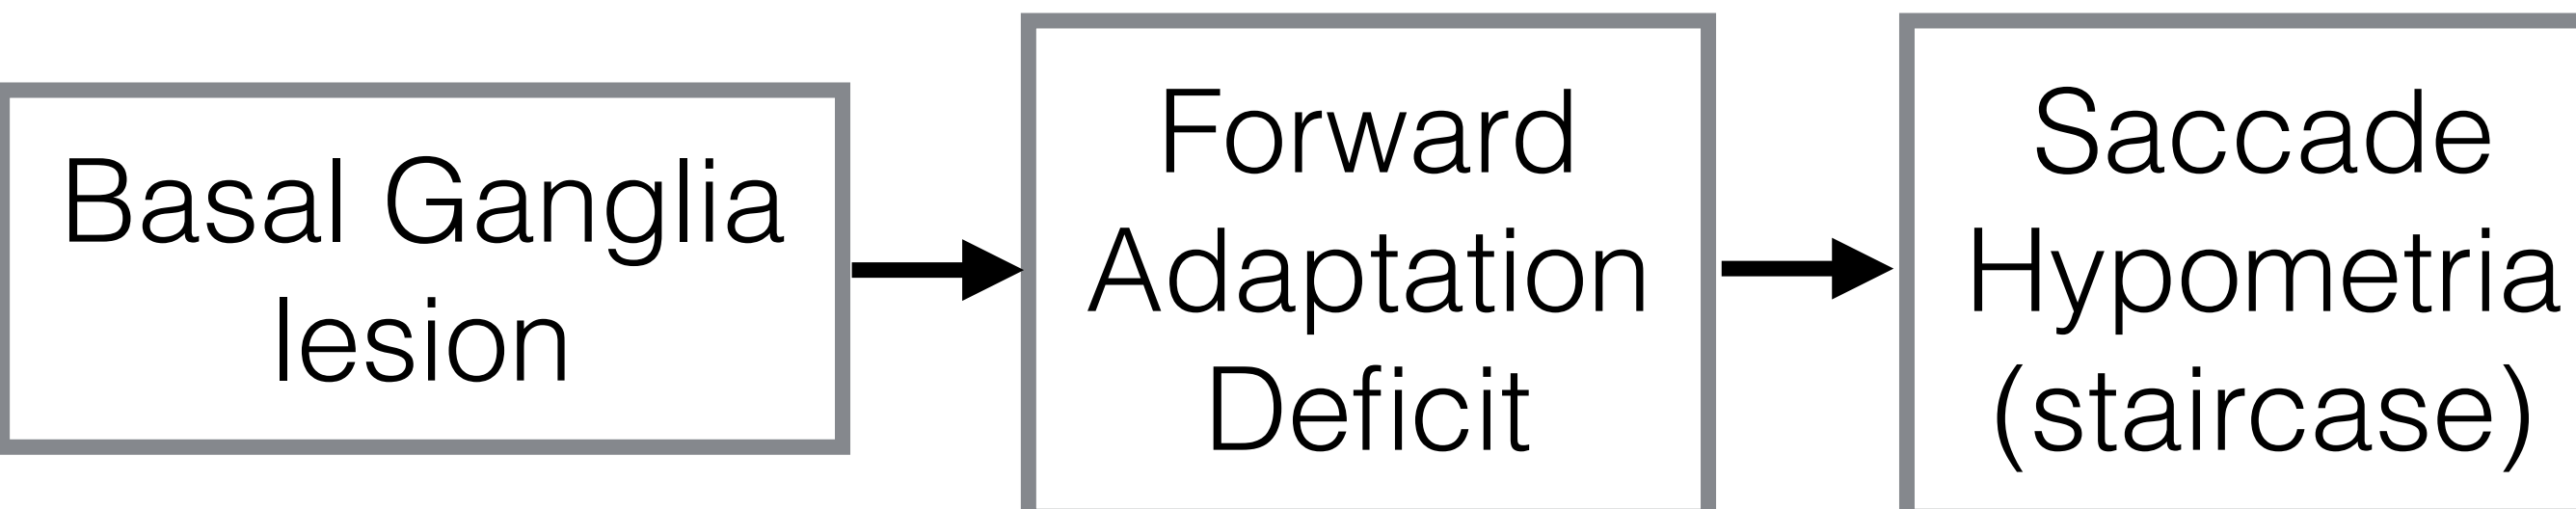 Basal Ganglia
lesion
Forward
Adaptation
Deficit
Saccade
Hypometria
(staircase)